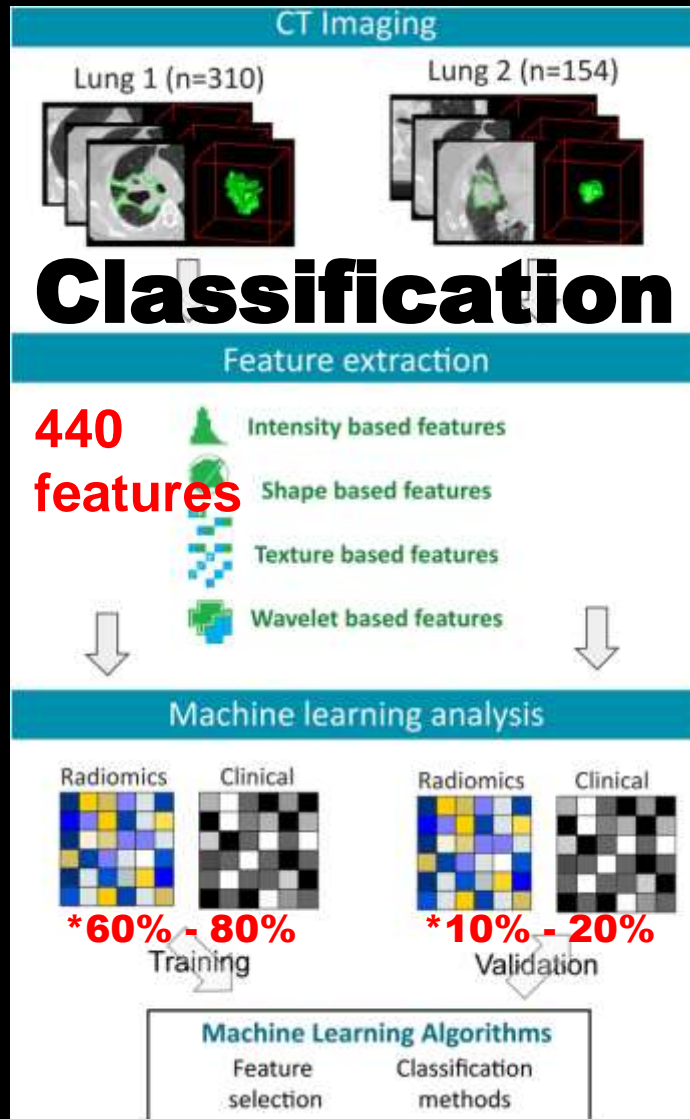 CT Imaging
Lung 1 (n=310)
Lung 2 (n=154)
Classification
Feature extraction
440
features
Intensity based features
Shape based features
Texture based features
Wavelet based features
Machine learning analysis
Radiomics
Clinical
Radiomics
Clinical
*60% - 80%
*10% - 20%
Training
Validation
Machine Learning Algorithms
Feature
selection
Classification
methods